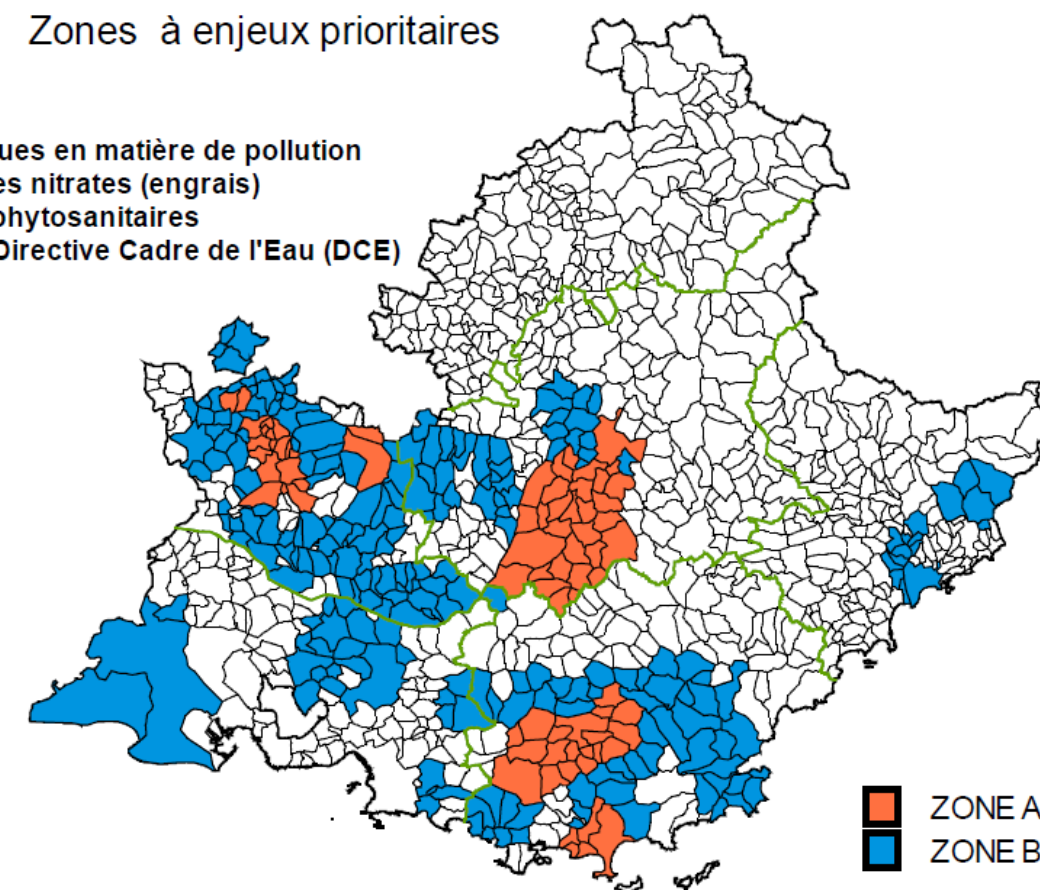 Zones à enjeux prioritaires
ues en matière de pollution
es nitrates (engrais)
phytosanitaires
Directive Cadre de l'Eau (DCE)
ZONE A
ZONE B